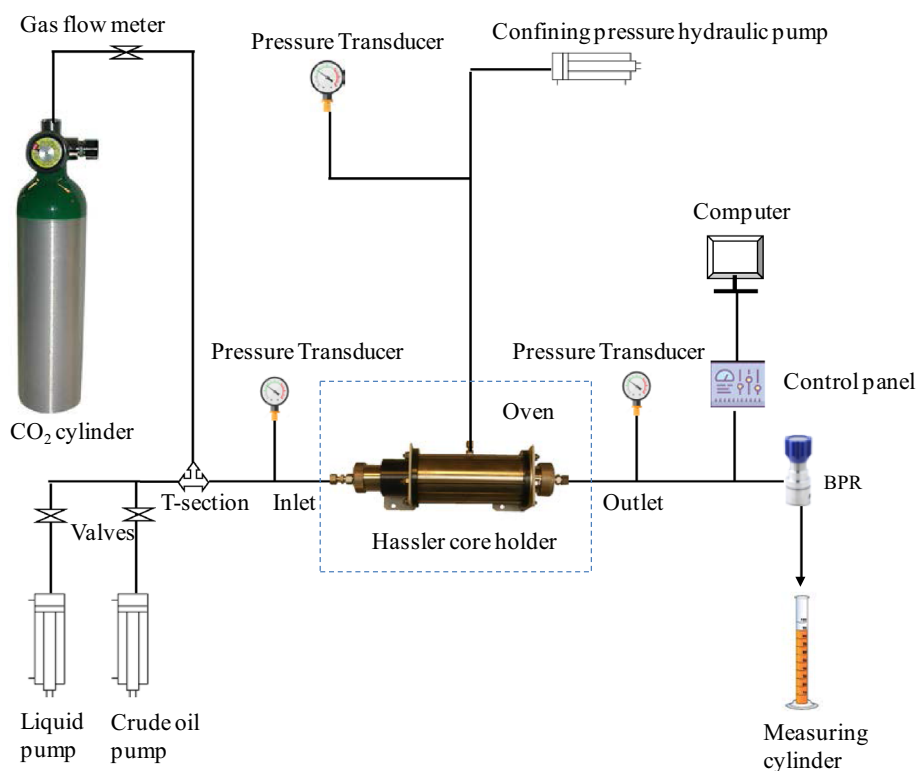 Gas flow meter
Pressure Transducer
Confining pressure hydraulic pump
Computer
Pressure Transducer
Pressure Transducer
Control panel
Oven
CO₂ cylinder
T-section
Inlet
Outlet
BPR
Valves
Hassler core holder
Liquid
pump
Crude oil
pump
Measuring
cylinder